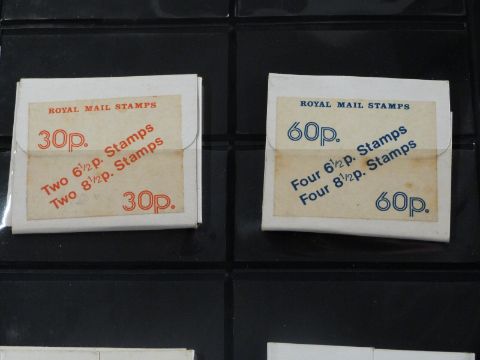 ROYAL MAIL STAMPS
30p.
Two 6½p. Stamps
Two 8½p. Stamps
30p.
ROYAL MAIL STAMPS
60p.
Four 6½p. Stamps
Four 8½p. Stamps
60p.